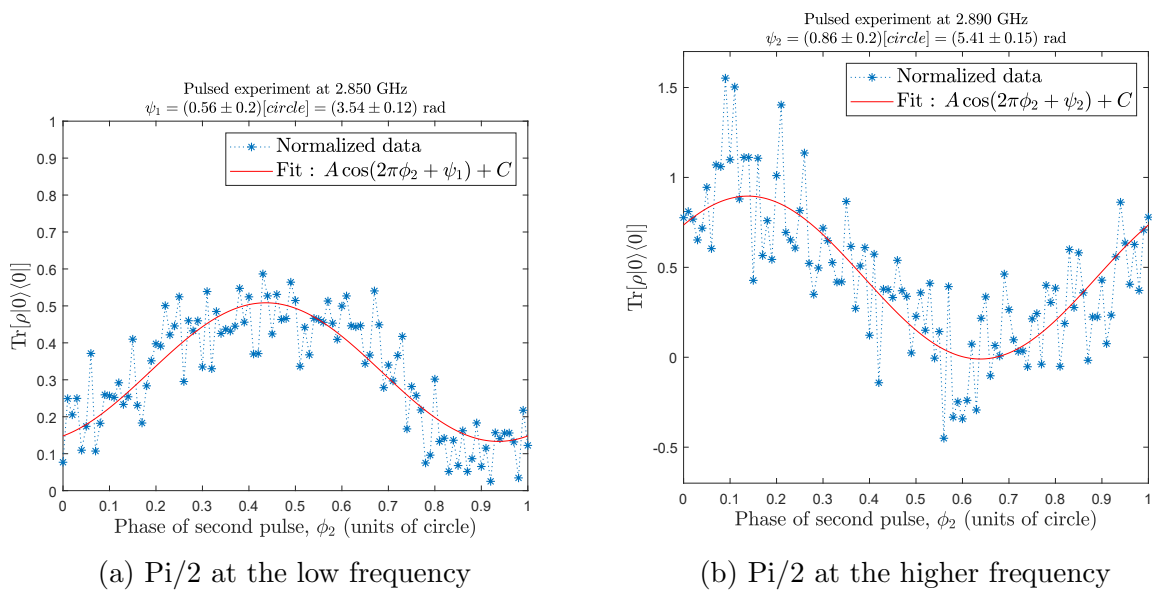 Pulsed experiment at 2.850 GHz
ψ₁ = (0.56 ± 0.2)[circle] = (3.54 ± 0.12) rad
Normalized data
Fit : A cos(2πϕ₂ + ψ₁) + C
1
0.9
0.8
0.7
0.6
0.5
0.4
0.3
0.2
0.1
0
Tr[ρ|0⟩⟨0|]
0 0.1 0.2 0.3 0.4 0.5 0.6 0.7 0.8 0.9 1
Phase of second pulse, ϕ₂ (units of circle)
(a) Pi/2 at the low frequency
Pulsed experiment at 2.890 GHz
ψ₂ = (0.86 ± 0.2)[circle] = (5.41 ± 0.15) rad
Normalized data
Fit : A cos(2πϕ₂ + ψ₂) + C
1.5
1
0.5
0
-0.5
Tr[ρ|0⟩⟨0|]
0 0.1 0.2 0.3 0.4 0.5 0.6 0.7 0.8 0.9 1
Phase of second pulse, ϕ₂ (units of circle)
(b) Pi/2 at the higher frequency